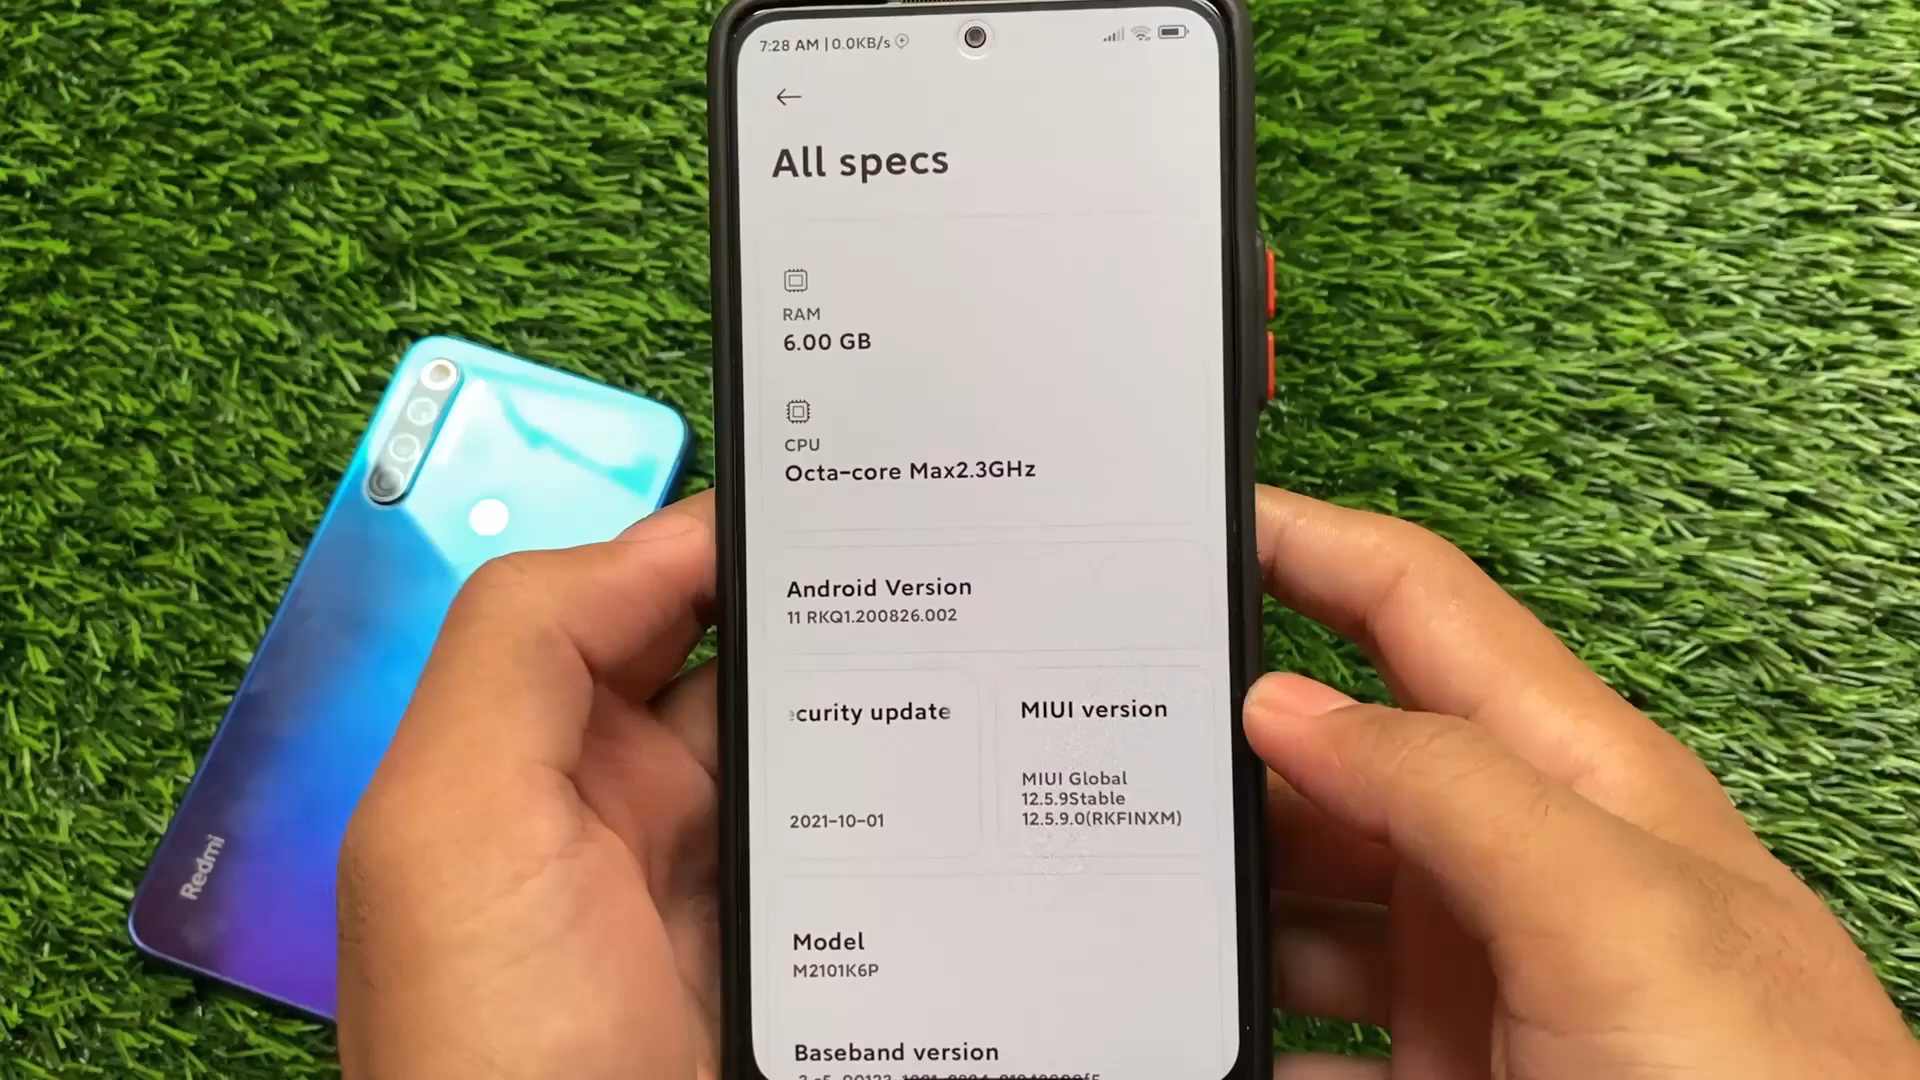 7:28 AM | 0.0KB/s
All specs
RAM
6.00 GB
CPU
Octa-core Max2.3GHz
Android Version
11 RKQ1.200826.002
curity update
2021-10-01
MIUI version
MIUI Global
12.5.9Stable
12.5.9.0(RKFINXM)
Model
M2101K6P
Baseband version
Redmi